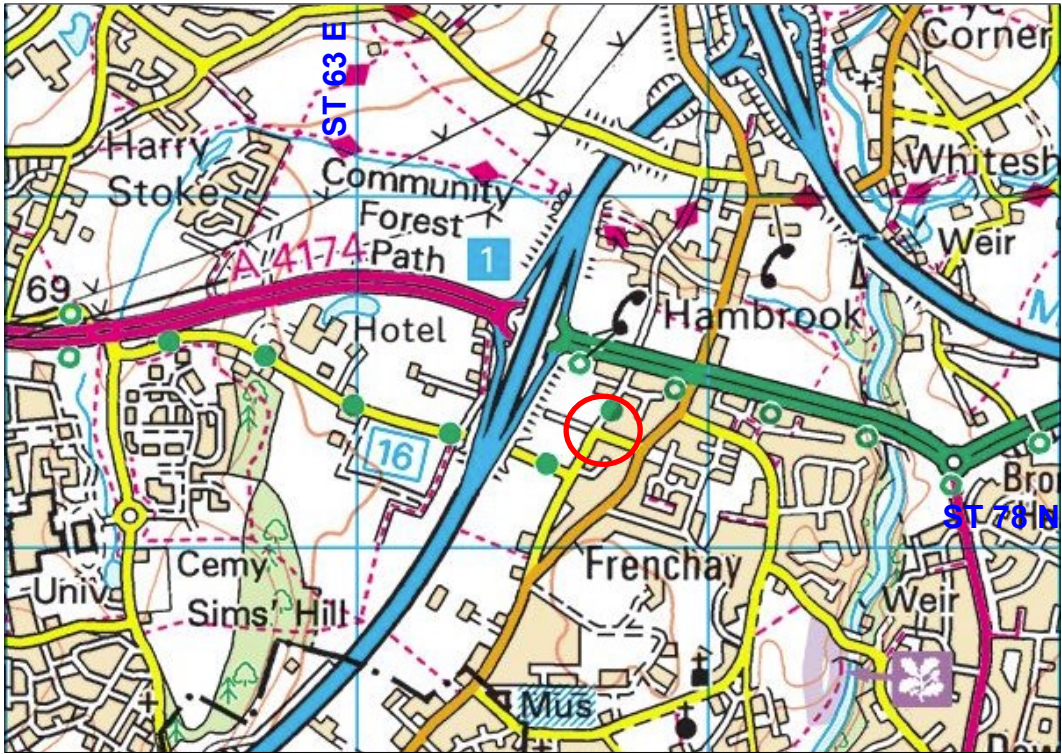 ST 63 E
Corner
Harry
Stoke
Community
Forest
Path
Whitesh
A 4174
1
Weir
69
Hotel
Hambrook
M
16
Bro
ST 78 N
Cemy
Frenchay
Univ
Sims' Hill
Weir
Mus